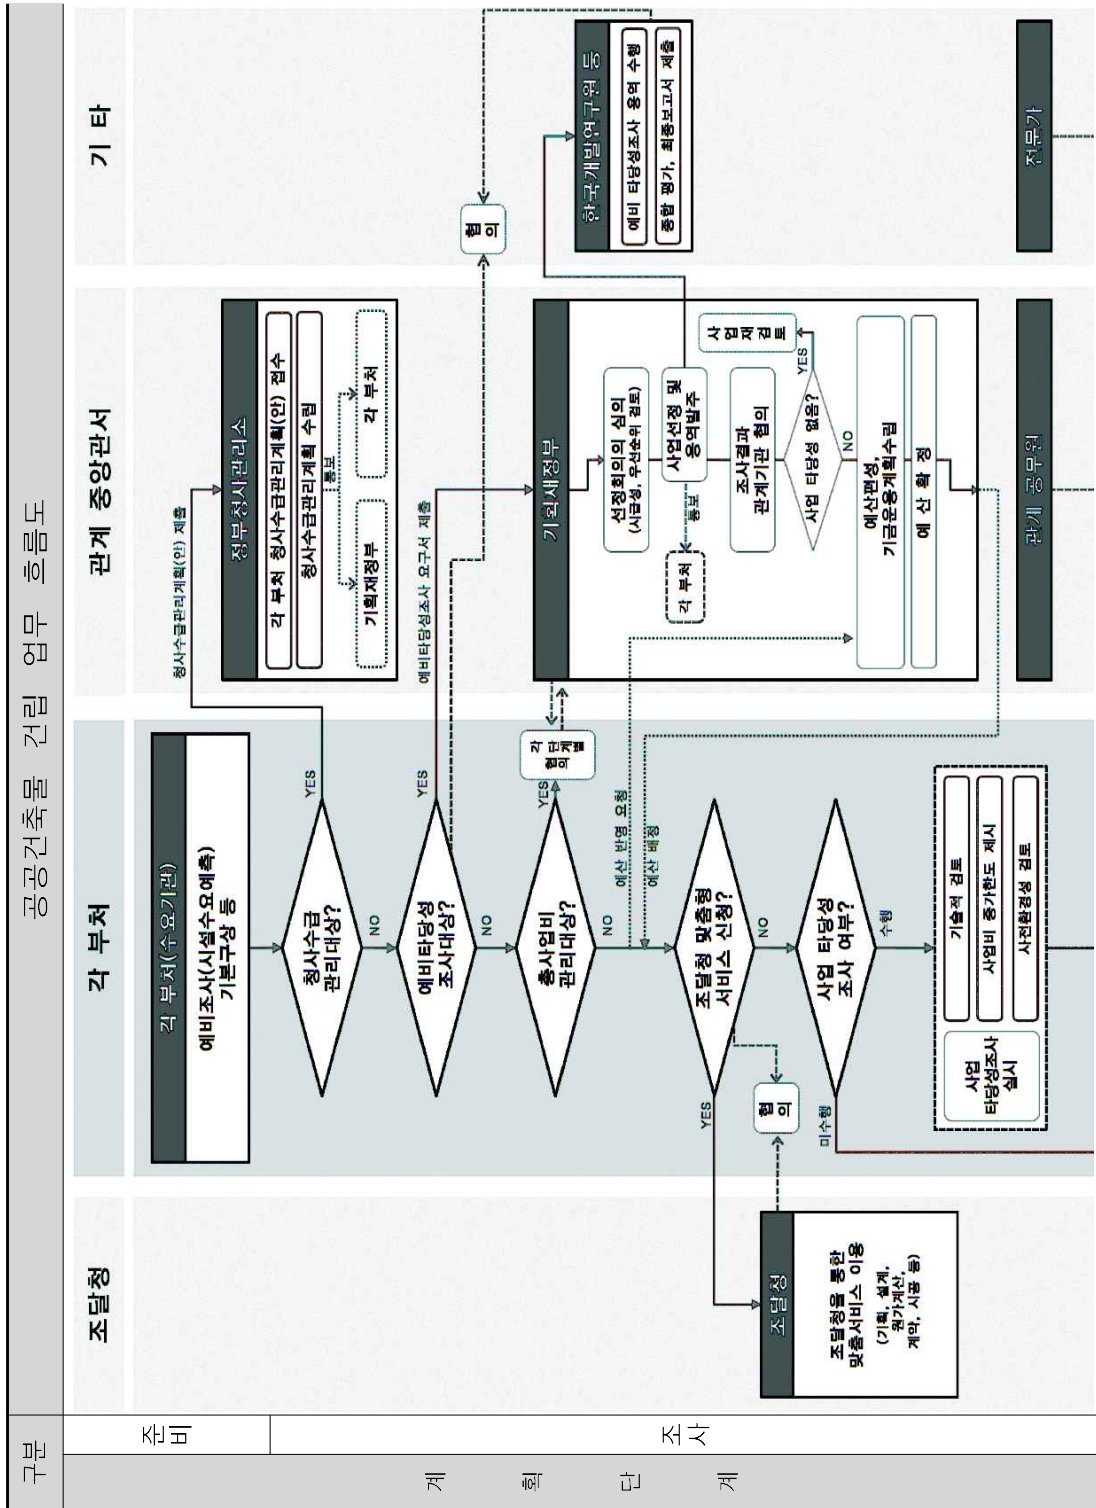 구분
공공건축물 건립 업무 흐름도
계 획 단 계
준비
조사
조달청
각 부처
관계 중앙관서
기 타
각 부처(수요기관)
예비조사(시설수요예측)
기본구상 등
청사수급
관리대상?
YES
NO
청사수급관리계획(안) 제출
정부청사관리소
각 부처 청사수급관리계획(안) 접수
청사수급관리계획 수립
통보
기획재정부
각 부처
예비타당성
조사대상?
YES
NO
예비타당성조사 요구서 제출
협의
총사업비
관리대상?
YES
NO
각 단계별
협의
기획재정부
선정회의의 심의
(시급성, 우선순위 검토)
사업선정 및
용역발주
통보
각 부처
조사결과
관계기관 협의
사업 타당성 없음?
YES
NO
사업재검토
예산편성,
기금운용계획수립
예 산 확 정
한국개발연구원 등
예비 타당성조사 용역 수행
종합 평가, 최종보고서 제출
예산 반영 요청
예산 배정
조달청 맞춤형
서비스 신청?
YES
NO
협의
조달청
조달청을 통한
맞춤서비스 이용
(기획, 설계,
원가계산,
계약, 시공 등)
사업 타당성
조사 여부?
미수행
수행
사업
타당성조사
실시
기술적 검토
사업비 증가한도 제시
사전환경성 검토
관계 공무원
전문가